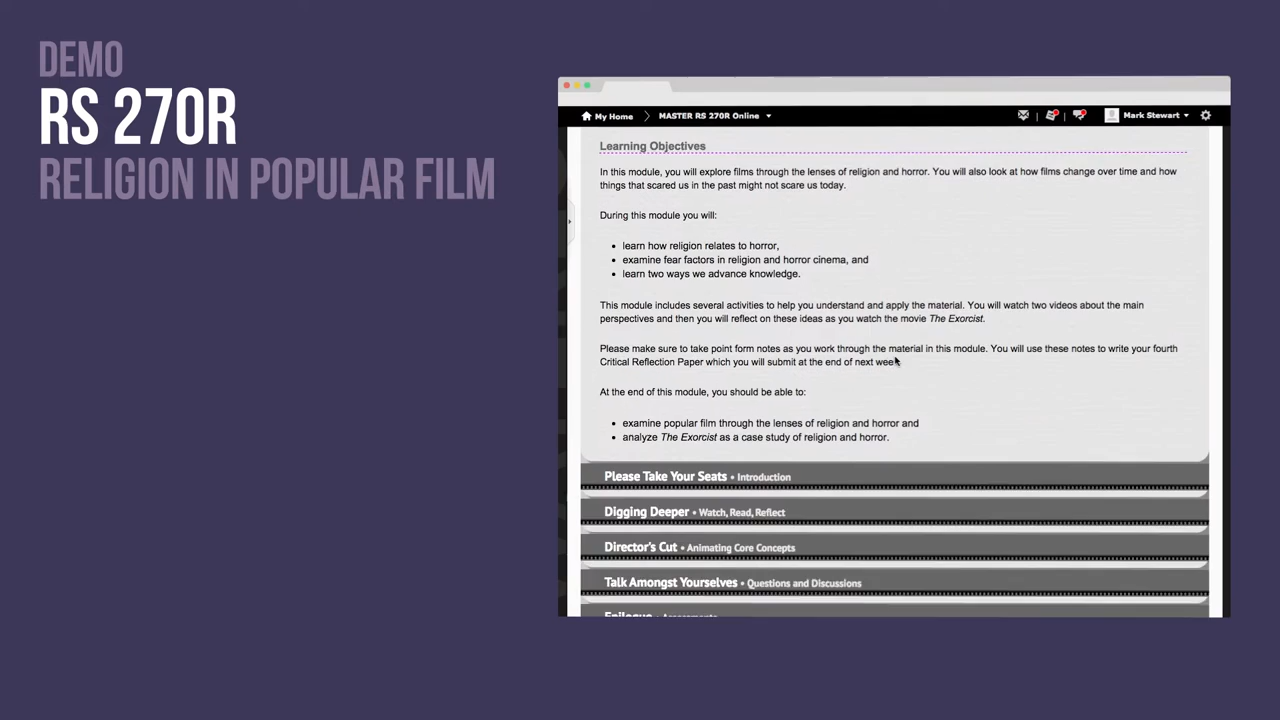 DEMO
RS 270R
RELIGION IN POPULAR FILM
My Home
MASTER RS 270R Online
Mark Stewart
Learning Objectives
In this module, you will explore films through the lenses of religion and horror. You will also look at how films change over time and how
things that scared us in the past might not scare us today.
During this module you will:
• learn how religion relates to horror,
• examine fear factors in religion and horror cinema, and
• learn two ways we advance knowledge.
This module includes several activities to help you understand and apply the material. You will watch two videos about the main
perspectives and then you will reflect on these ideas as you watch the movie The Exorcist.
Please make sure to take point form notes as you work through the material in this module. You will use these notes to write your fourth
Critical Reflection Paper which you will submit at the end of next week.
At the end of this module, you should be able to:
• examine popular film through the lenses of religion and horror and
• analyze The Exorcist as a case study of religion and horror.
Please Take Your Seats • Introduction
Digging Deeper • Watch, Read, Reflect
Director's Cut • Animating Core Concepts
Talk Amongst Yourselves • Questions and Discussions
Epilogue • Assessments